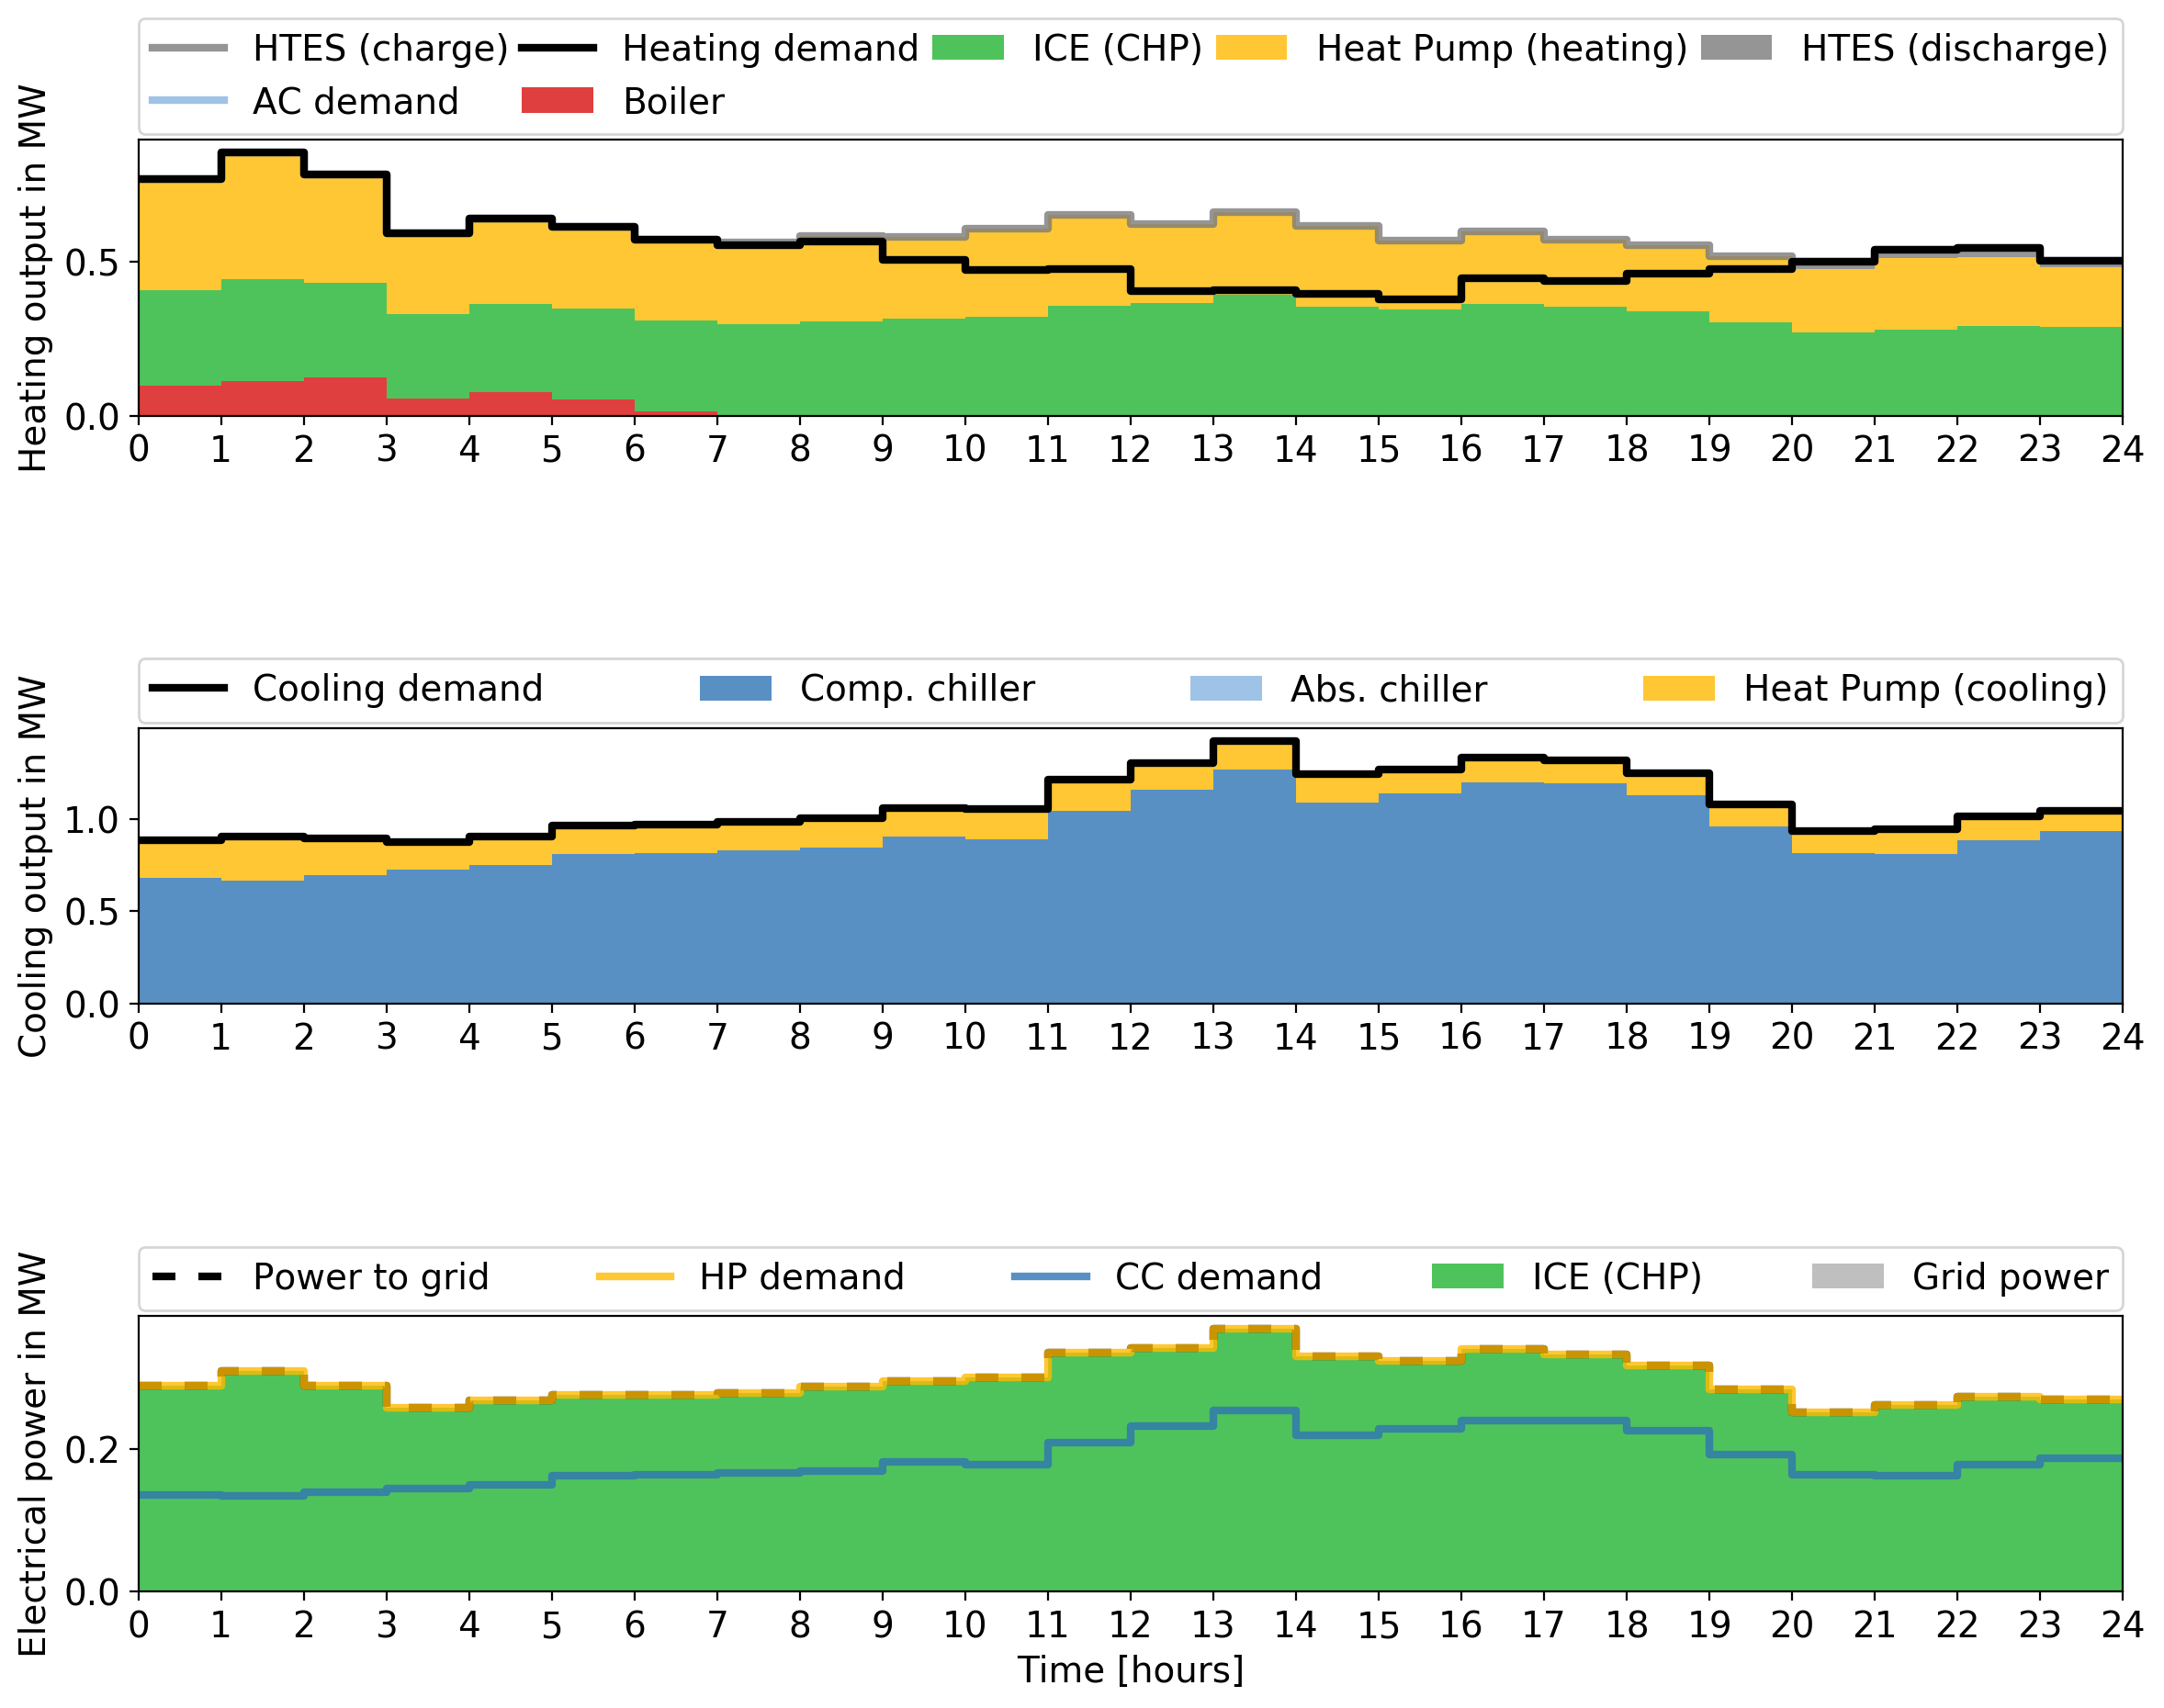 HTES (charge) Heating demand ICE (CHP) Heat Pump (heating) HTES (discharge)
AC demand Boiler
Heating output in MW
0.5
0.0
0 1 2 3 4 5 6 7 8 9 10 11 12 13 14 15 16 17 18 19 20 21 22 23 24
Cooling demand Comp. chiller Abs. chiller Heat Pump (cooling)
Cooling output in MW
1.0
0.5
0.0
0 1 2 3 4 5 6 7 8 9 10 11 12 13 14 15 16 17 18 19 20 21 22 23 24
Power to grid HP demand CC demand ICE (CHP) Grid power
Electrical power in MW
0.2
0.0
0 1 2 3 4 5 6 7 8 9 10 11 12 13 14 15 16 17 18 19 20 21 22 23 24
Time [hours]